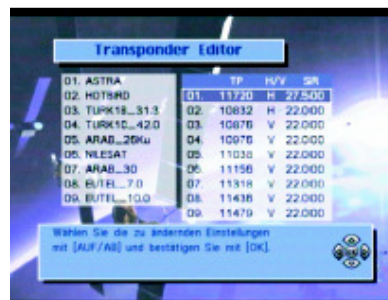 Transponder Editor
01. ASTRA
02. HOTBIRD
03. TURK1B_31.3
04. TURK1C_42.0
05. ARAB_26Ku
06. NILESAT
07. ARAB_30
08. EUTEL_7.0
09. EUTEL_10.0
TP H/V S/R
01. 11720 H 27.500
02. 10832 H 22.000
03. 10876 V 22.000
04. 10976 V 22.000
05. 11038 V 22.000
06. 11156 V 22.000
07. 11318 V 22.000
08. 11436 V 22.000
09. 11479 V 22.000
Wählen Sie die zu ändernden Einstellungen
mit [AUF/AB] und bestätigen Sie mit [OK].